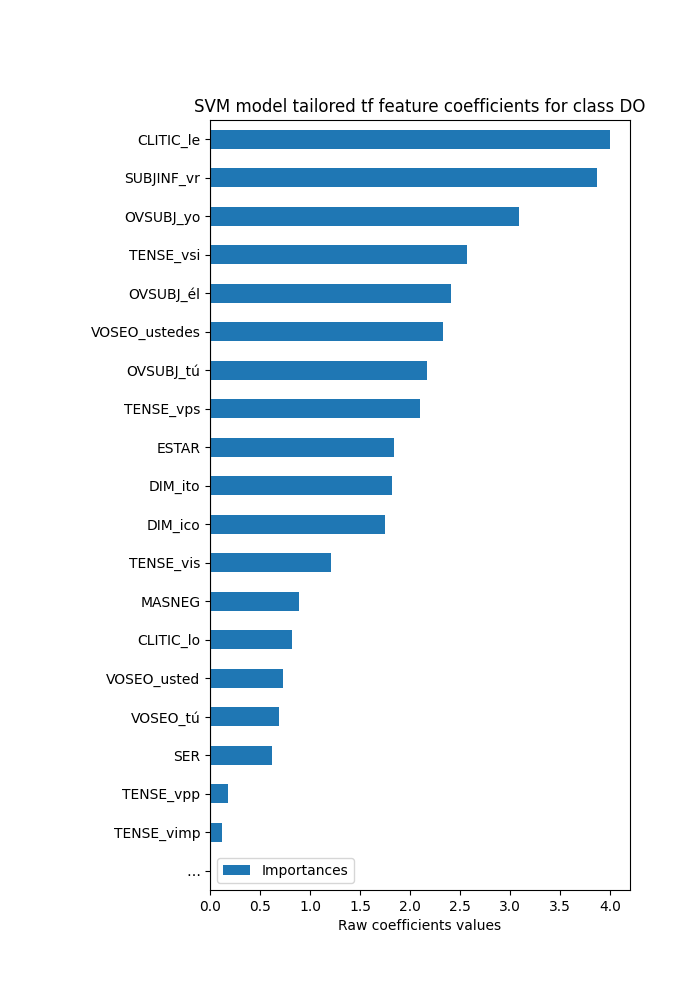 SVM model tailored tf feature coefficients for class DO
CLITIC_le
SUBJINF_vr
OVSUBJ_yo
TENSE_vsi
OVSUBJ_él
VOSEO_ustedes
OVSUBJ_tú
TENSE_vps
ESTAR
DIM_ito
DIM_ico
TENSE_vis
MASNEG
CLITIC_lo
VOSEO_usted
VOSEO_tú
SER
TENSE_vpp
TENSE_vimp
...
Importances
0.0 0.5 1.0 1.5 2.0 2.5 3.0 3.5 4.0
Raw coefficients values